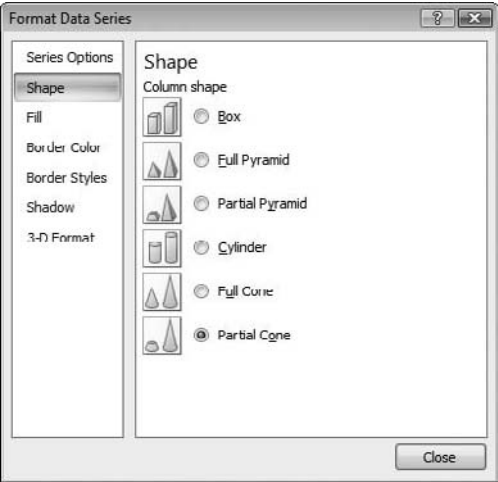 Format Data Series
Series Options
Shape
Fill
Border Color
Border Styles
Shadow
3-D Format
Shape
Column shape
Box
Full Pyramid
Partial Pyramid
Cylinder
Full Cone
Partial Cone
Close